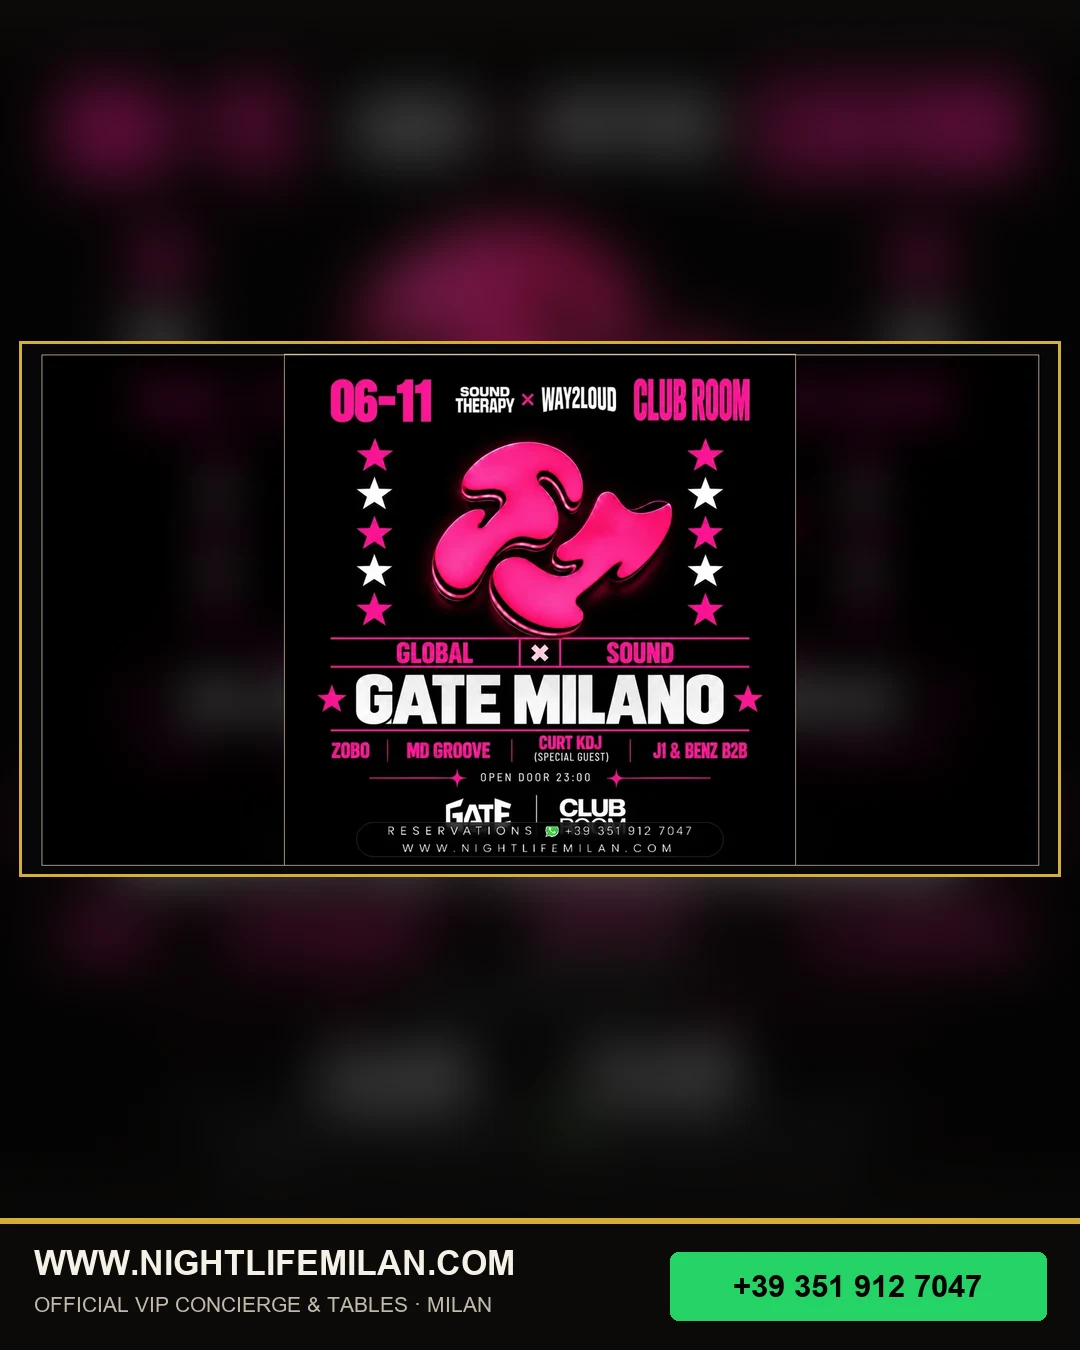 06-11 SOUND THERAPY × WAY2LOUD CLUB ROOM
GLOBAL × SOUND
GATE MILANO
ZOBO | MD GROOVE | CURT KDJ (SPECIAL GUEST) | J1 & BENZ B2B
OPEN DOOR 23:00
GATE | CLUB ROOM
RESERVATIONS +39 351 912 7047
WWW.NIGHTLIFEMILAN.COM
WWW.NIGHTLIFEMILAN.COM
OFFICIAL VIP CONCIERGE & TABLES · MILAN
+39 351 912 7047